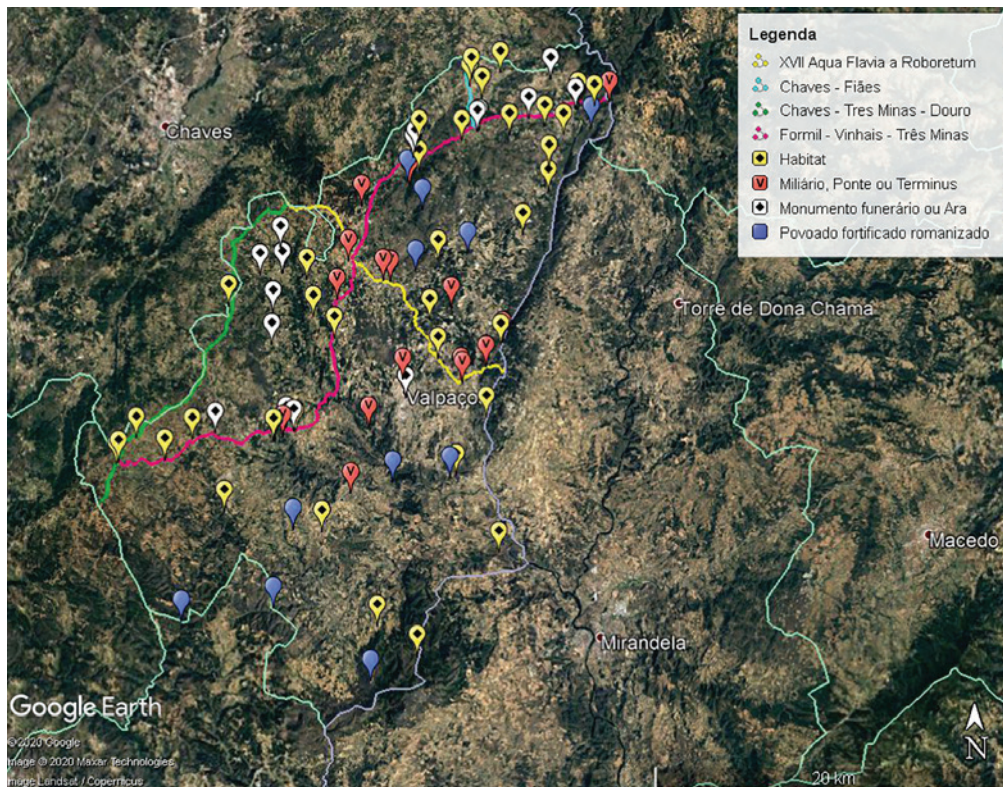 Legenda
XVII Aqua Flavia a Roboretum
Chaves - Fiães
Chaves - Tres Minas - Douro
Formil - Vinhais - Três Minas
Habitat
Miliário, Ponte ou Terminus
Monumento funerário ou Ara
Povoado fortificado romanizado
Chaves
Torre de Dona Chama
Valpaço
Macedo
Mirandela
Google Earth
©2020 Google
Image © 2020 Maxar Technologies
Image Landsat / Copernicus
N
20 km